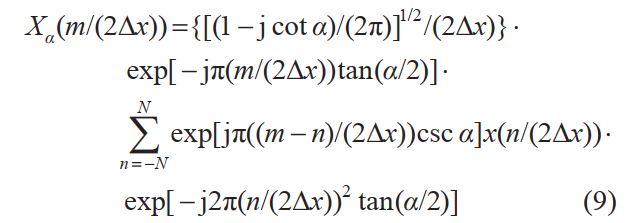 X_α(m/(2Δx))={[(1−j cot α)/(2π)]^{1/2}/(2Δx)}·
exp[−jπ(m/(2Δx))tan(α/2)]·
∑_{n=−N}^{N} exp[jπ((m−n)/(2Δx))csc α]x(n/(2Δx))·
exp[−j2π(n/(2Δx))² tan(α/2)] (9)